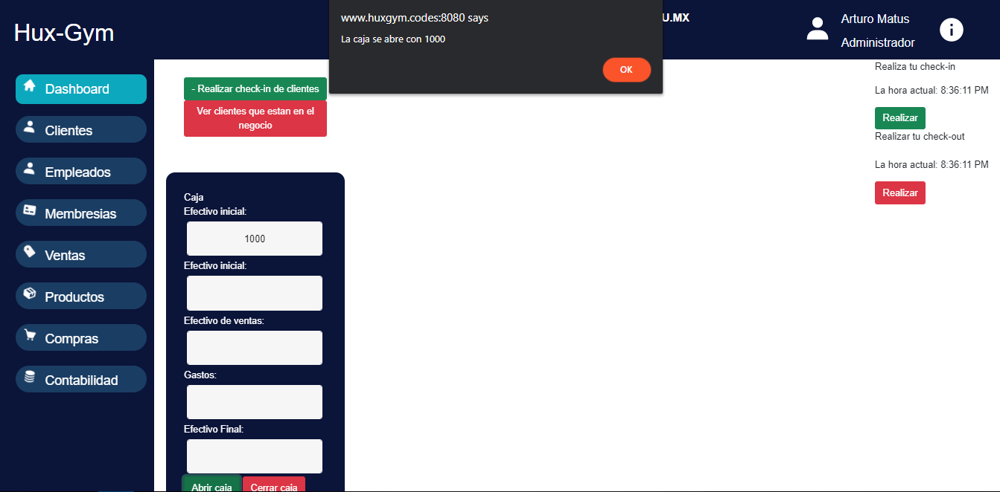 Hux-Gym
www.huxgym.codes:8080 says
La caja se abre con 1000
OK
U.MX
Arturo Matus
Administrador
Dashboard
Clientes
Empleados
Membresias
Ventas
Productos
Compras
Contabilidad
- Realizar check-in de clientes
Ver clientes que estan en el
negocio
Realiza tu check-in
La hora actual: 8:36:11 PM
Realizar
Realizar tu check-out
La hora actual: 8:36:11 PM
Realizar
Caja
Efectivo inicial:
1000
Efectivo inicial:
Efectivo de ventas:
Gastos:
Efectivo Final:
Abrir caja
Cerrar caja